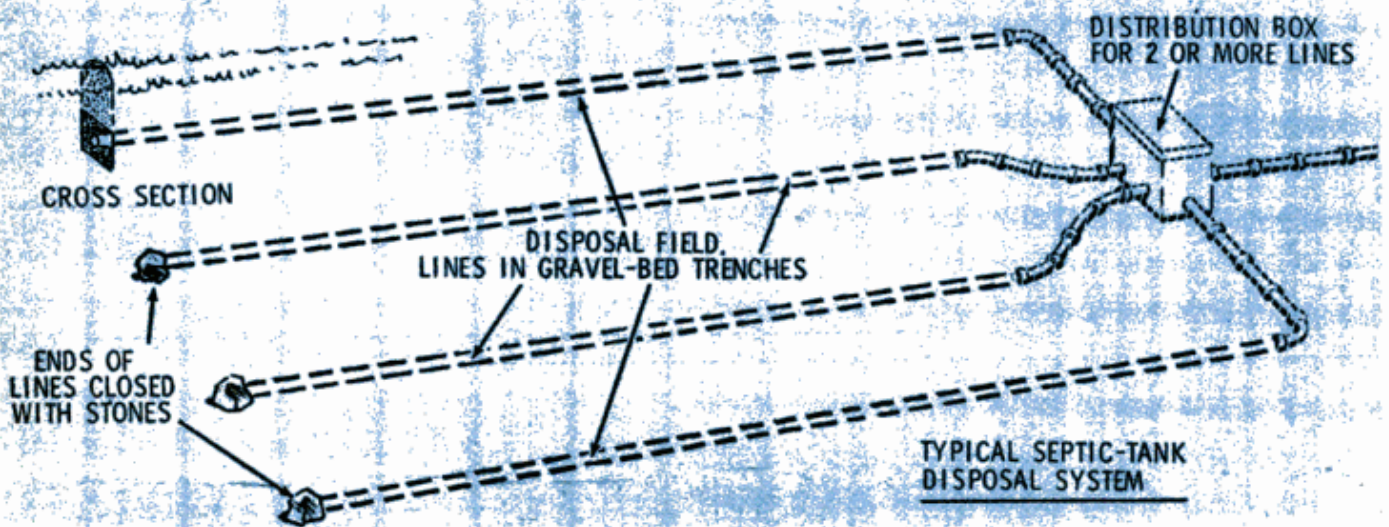 DISTRIBUTION BOX
FOR 2 OR MORE LINES
CROSS SECTION
DISPOSAL FIELD.
LINES IN GRAVEL-BED TRENCHES
ENDS OF
LINES CLOSED
WITH STONES
TYPICAL SEPTIC-TANK
DISPOSAL SYSTEM